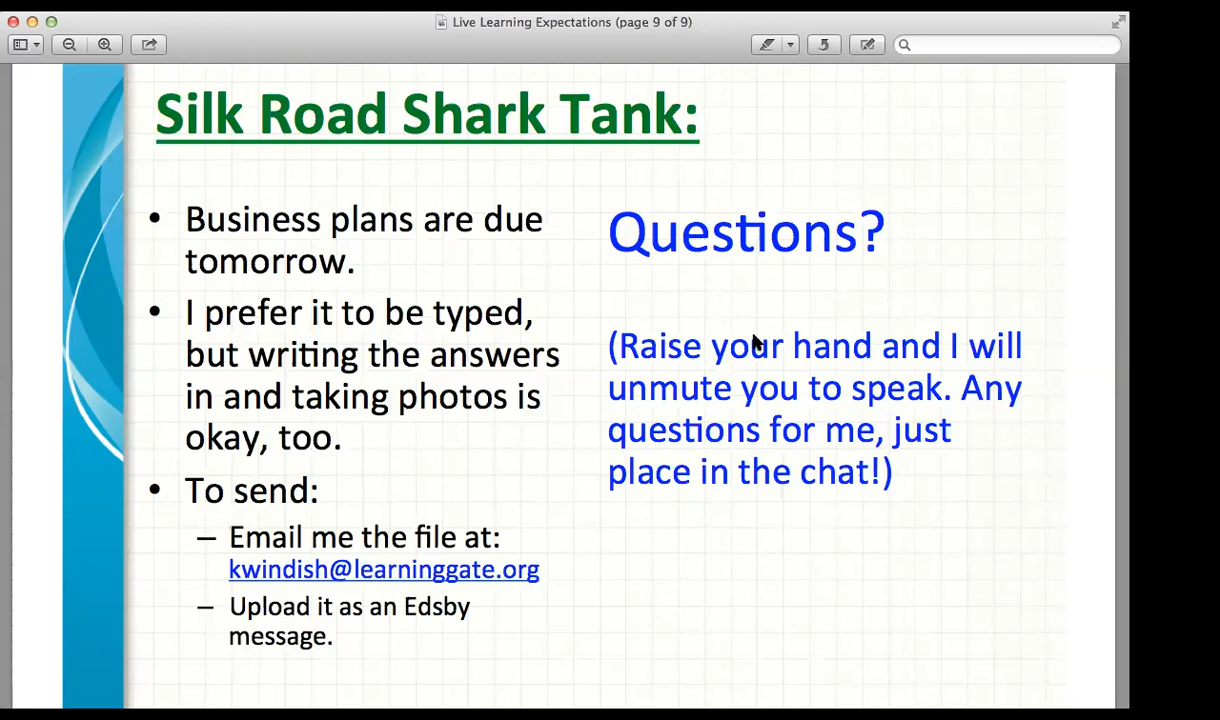 Live Learning Expectations (page 9 of 9)
Silk Road Shark Tank:
• Business plans are due
tomorrow.
• I prefer it to be typed,
but writing the answers
in and taking photos is
okay, too.
• To send:
– Email me the file at:
kwindish@learninggate.org
– Upload it as an Edsby
message.
Questions?
(Raise your hand and I will
unmute you to speak. Any
questions for me, just
place in the chat!)